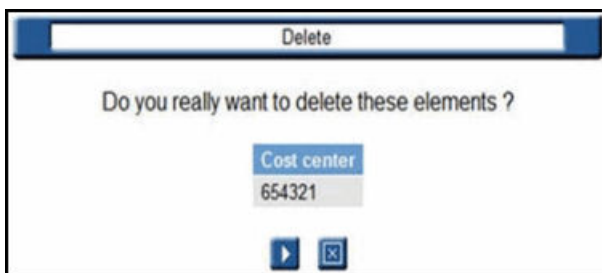 Delete
Do you really want to delete these elements ?
Cost center
654321